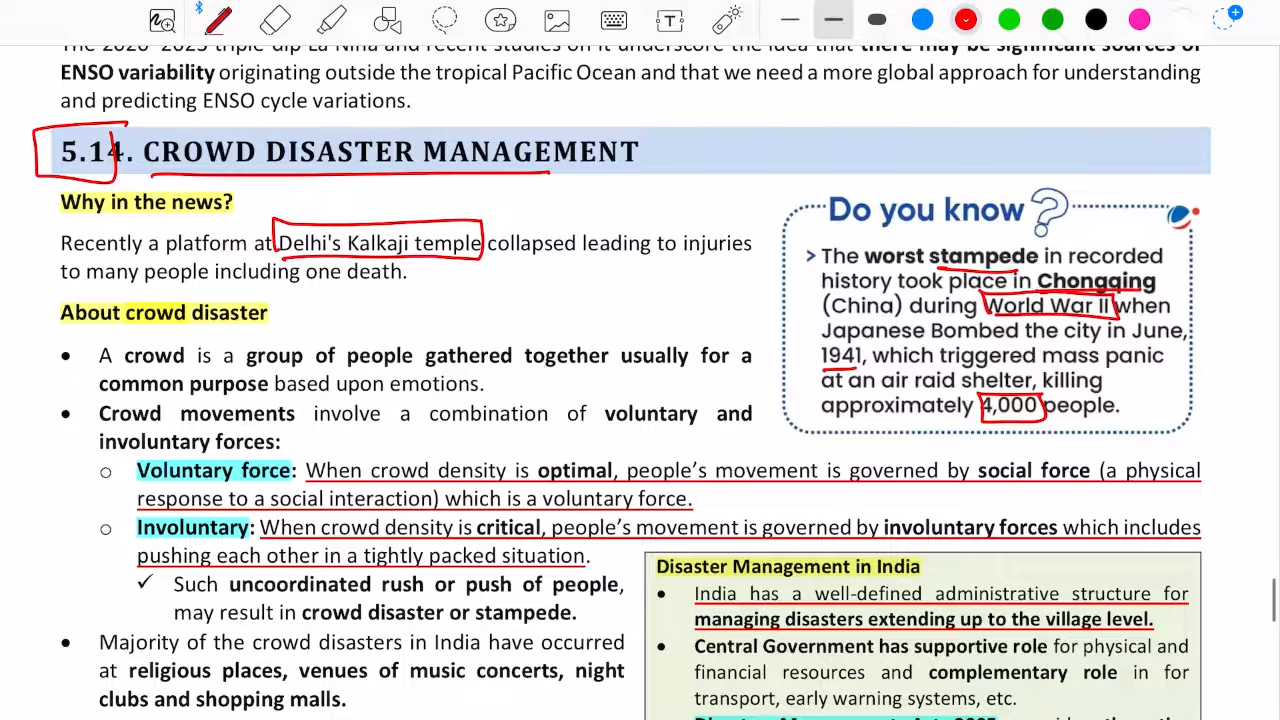 The 2020–2023 triple-dip La Niña and recent studies on it underscore the idea that there may be significant sources of
ENSO variability originating outside the tropical Pacific Ocean and that we need a more global approach for understanding
and predicting ENSO cycle variations.
5.14. CROWD DISASTER MANAGEMENT
Why in the news?
Recently a platform at Delhi's Kalkaji temple collapsed leading to injuries
to many people including one death.
About crowd disaster
• A crowd is a group of people gathered together usually for a
common purpose based upon emotions.
• Crowd movements involve a combination of voluntary and
involuntary forces:
o Voluntary force: When crowd density is optimal, people’s movement is governed by social force (a physical
response to a social interaction) which is a voluntary force.
o Involuntary: When crowd density is critical, people’s movement is governed by involuntary forces which includes
pushing each other in a tightly packed situation.
✓ Such uncoordinated rush or push of people,
may result in crowd disaster or stampede.
• Majority of the crowd disasters in India have occurred
at religious places, venues of music concerts, night
clubs and shopping malls.
Do you know ?
> The worst stampede in recorded
history took place in Chongqing
(China) during World War II when
Japanese Bombed the city in June,
1941, which triggered mass panic
at an air raid shelter, killing
approximately 4,000 people.
Disaster Management in India
• India has a well-defined administrative structure for
managing disasters extending up to the village level.
• Central Government has supportive role for physical and
financial resources and complementary role in for
transport, early warning systems, etc.